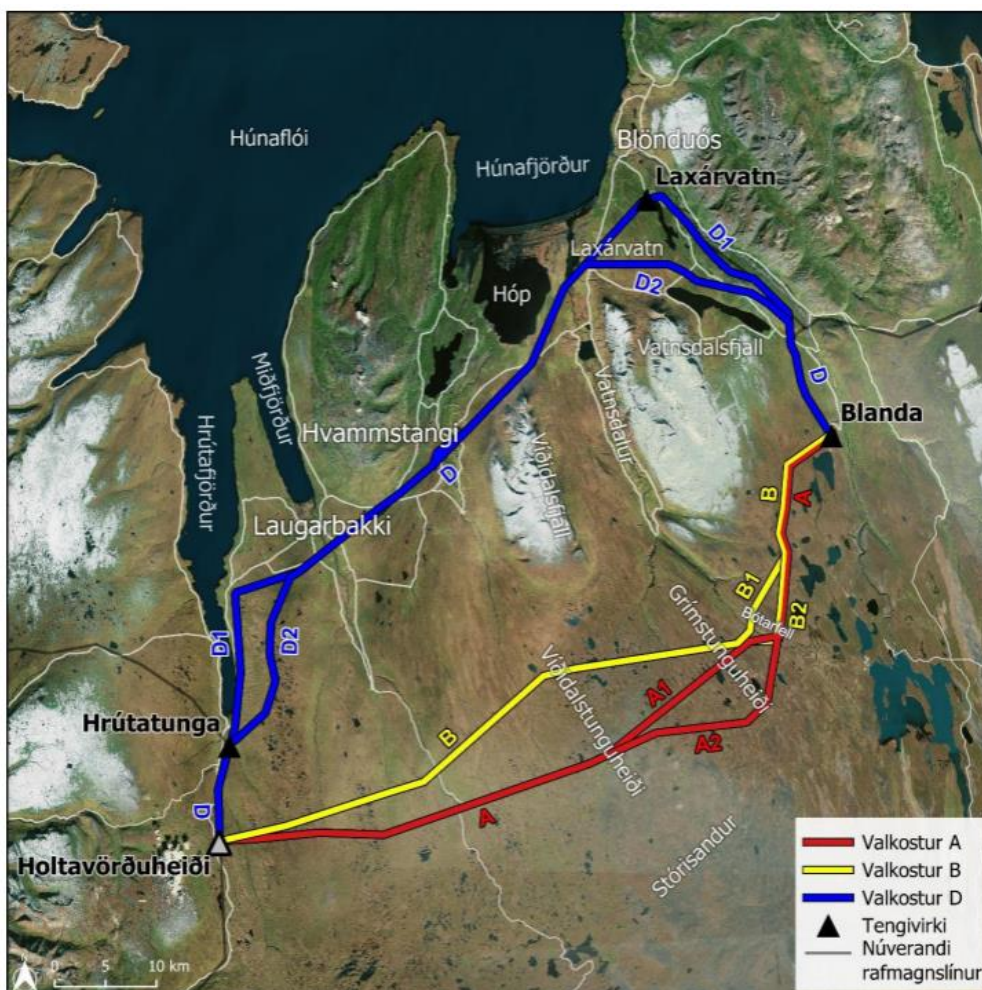 Húnaflói
Blönduós
Húnafjörður
Laxárvatn
Laxárvatn
D1
D2
Hóp
Vatnsdalsfjall
D
Miðfjörður
Blanda
Hvammstangi
Vatnsdalur
Hrútafjörður
D
Víðidalsfjall
B
A
Laugarbakki
B1
Grímstunguheiði
Bótarfell
B2
D1
D2
Víðidalstunguheiði
A1
Hrútatunga
B
A2
D
A
Holtavörðuheiði
Stórisandur
Valkostur A
Valkostur B
Valkostur D
Tengivirki
Núverandi
rafmagnslínur
0 5 10 km